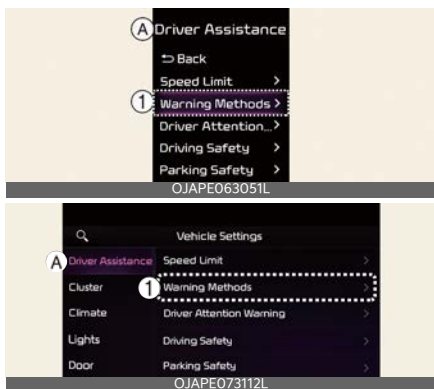 A Driver Assistance
⮌ Back
Speed Limit >
1 Warning Methods >
Driver Attention... >
Driving Safety >
Parking Safety >
OJAPE063051L
Vehicle Settings
A Driver Assistance Speed Limit >
Cluster 1 Warning Methods >
Climate Driver Attention Warning >
Lights Driving Safety >
Door Parking Safety >
OJAPE073112L